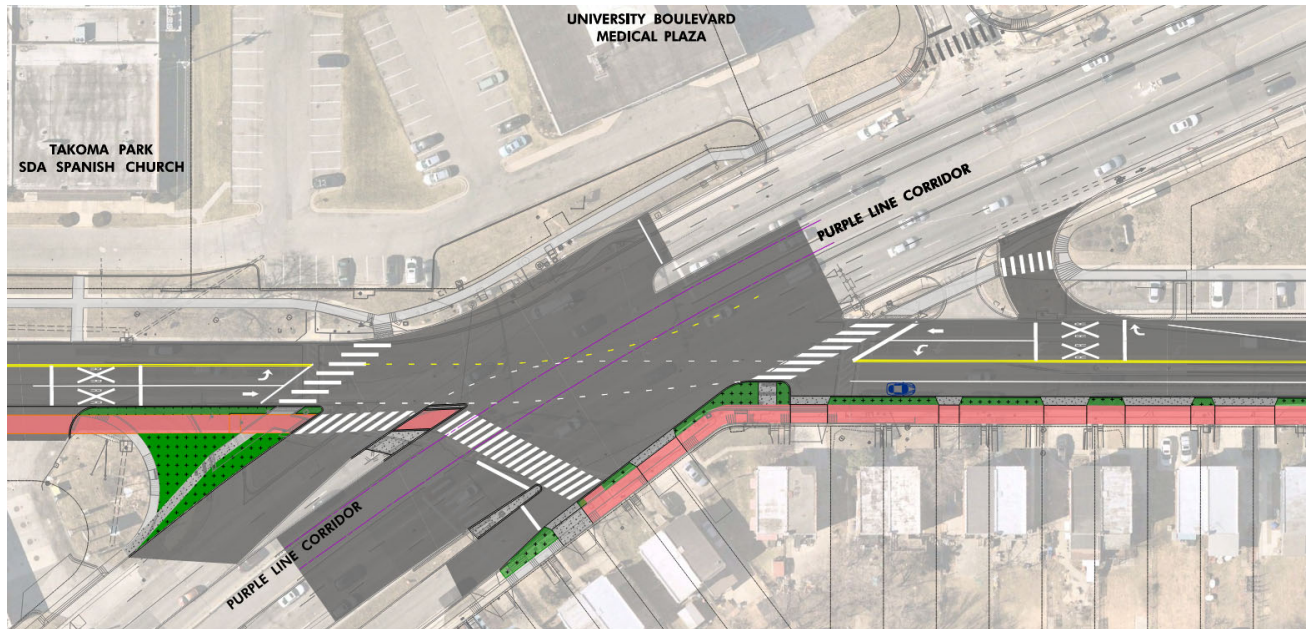 UNIVERSITY BOULEVARD
MEDICAL PLAZA
TAKOMA PARK
SDA SPANISH CHURCH
PURPLE LINE CORRIDOR
PURPLE LINE CORRIDOR